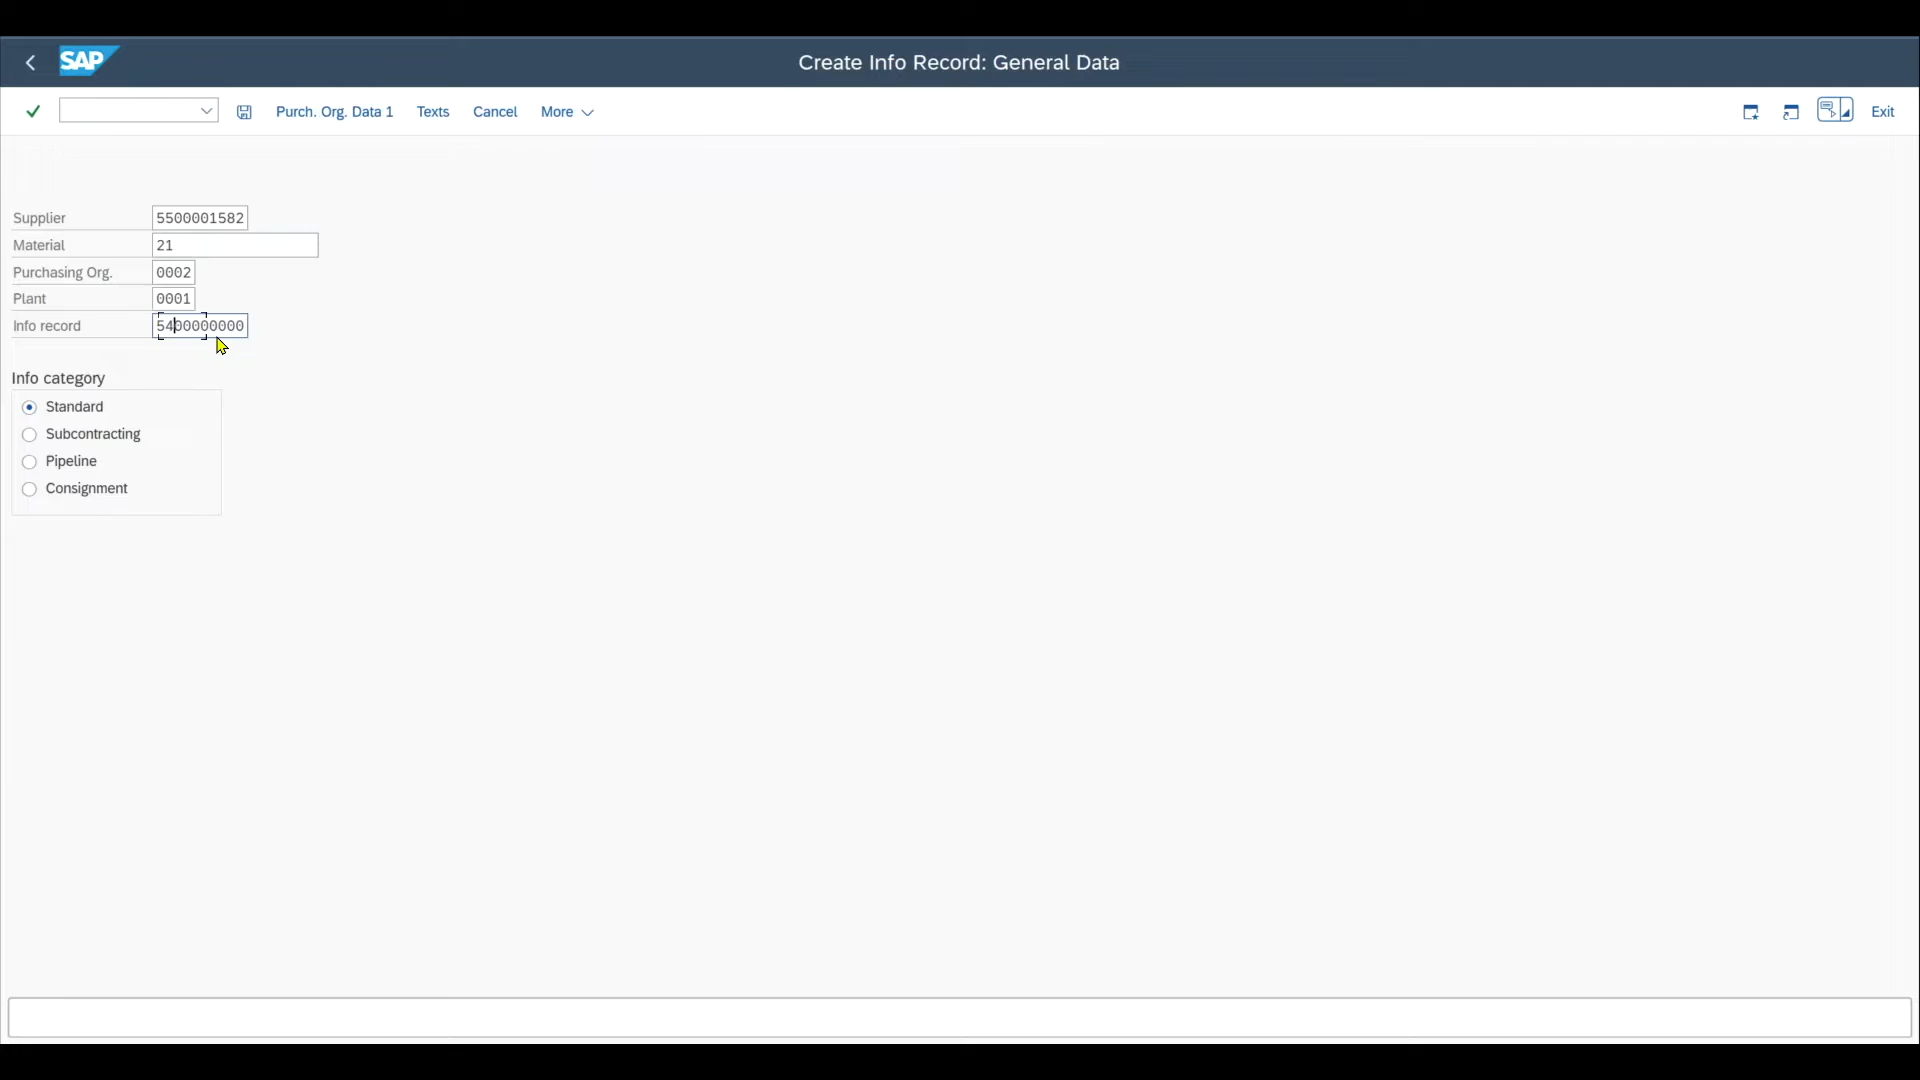 SAP
Create Info Record: General Data
Purch. Org. Data 1 Texts Cancel More Exit
Supplier 5500001582
Material 21
Purchasing Org. 0002
Plant 0001
Info record 5400000000
Info category
Standard
Subcontracting
Pipeline
Consignment